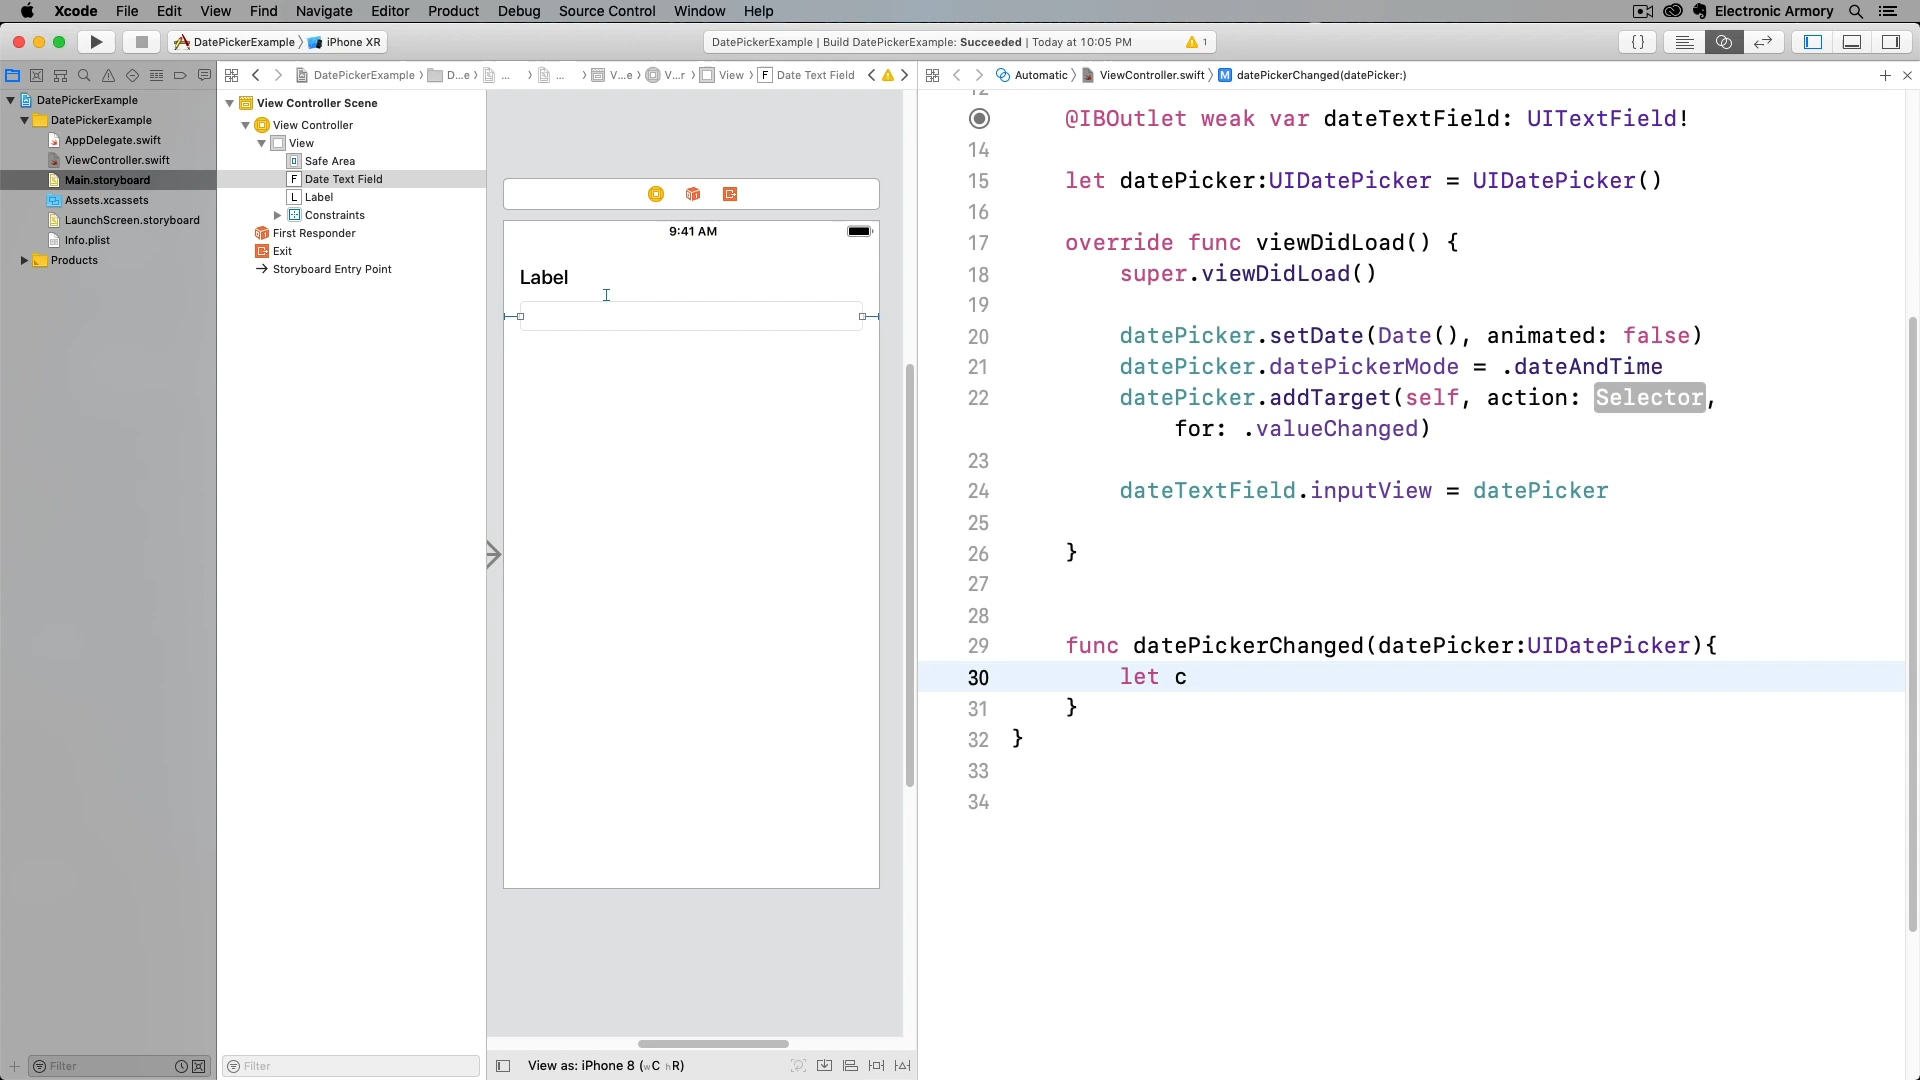 Xcode File Edit View Find Navigate Editor Product Debug Source Control Window Help Electronic Armory
DatePickerExample iPhone XR DatePickerExample | Build DatePickerExample: Succeeded | Today at 10:05 PM 1 {}
DatePickerExample
DatePickerExample
AppDelegate.swift
ViewController.swift
Main.storyboard
Assets.xcassets
LaunchScreen.storyboard
Info.plist
Products
Filter
DatePickerExample D...e ... ... V...e V...r View F Date Text Field
View Controller Scene
View Controller
View
Safe Area
F Date Text Field
L Label
Constraints
First Responder
Exit
Storyboard Entry Point
Filter
9:41 AM
Label
View as: iPhone 8 (wC hR)
Automatic ViewController.swift M datePickerChanged(datePicker:)
12
@IBOutlet weak var dateTextField: UITextField!
14
15 let datePicker:UIDatePicker = UIDatePicker()
16
17 override func viewDidLoad() {
18 super.viewDidLoad()
19
20 datePicker.setDate(Date(), animated: false)
21 datePicker.datePickerMode = .dateAndTime
22 datePicker.addTarget(self, action: Selector,
for: .valueChanged)
23
24 dateTextField.inputView = datePicker
25
26 }
27
28
29 func datePickerChanged(datePicker:UIDatePicker){
30 let c
31 }
32 }
33
34